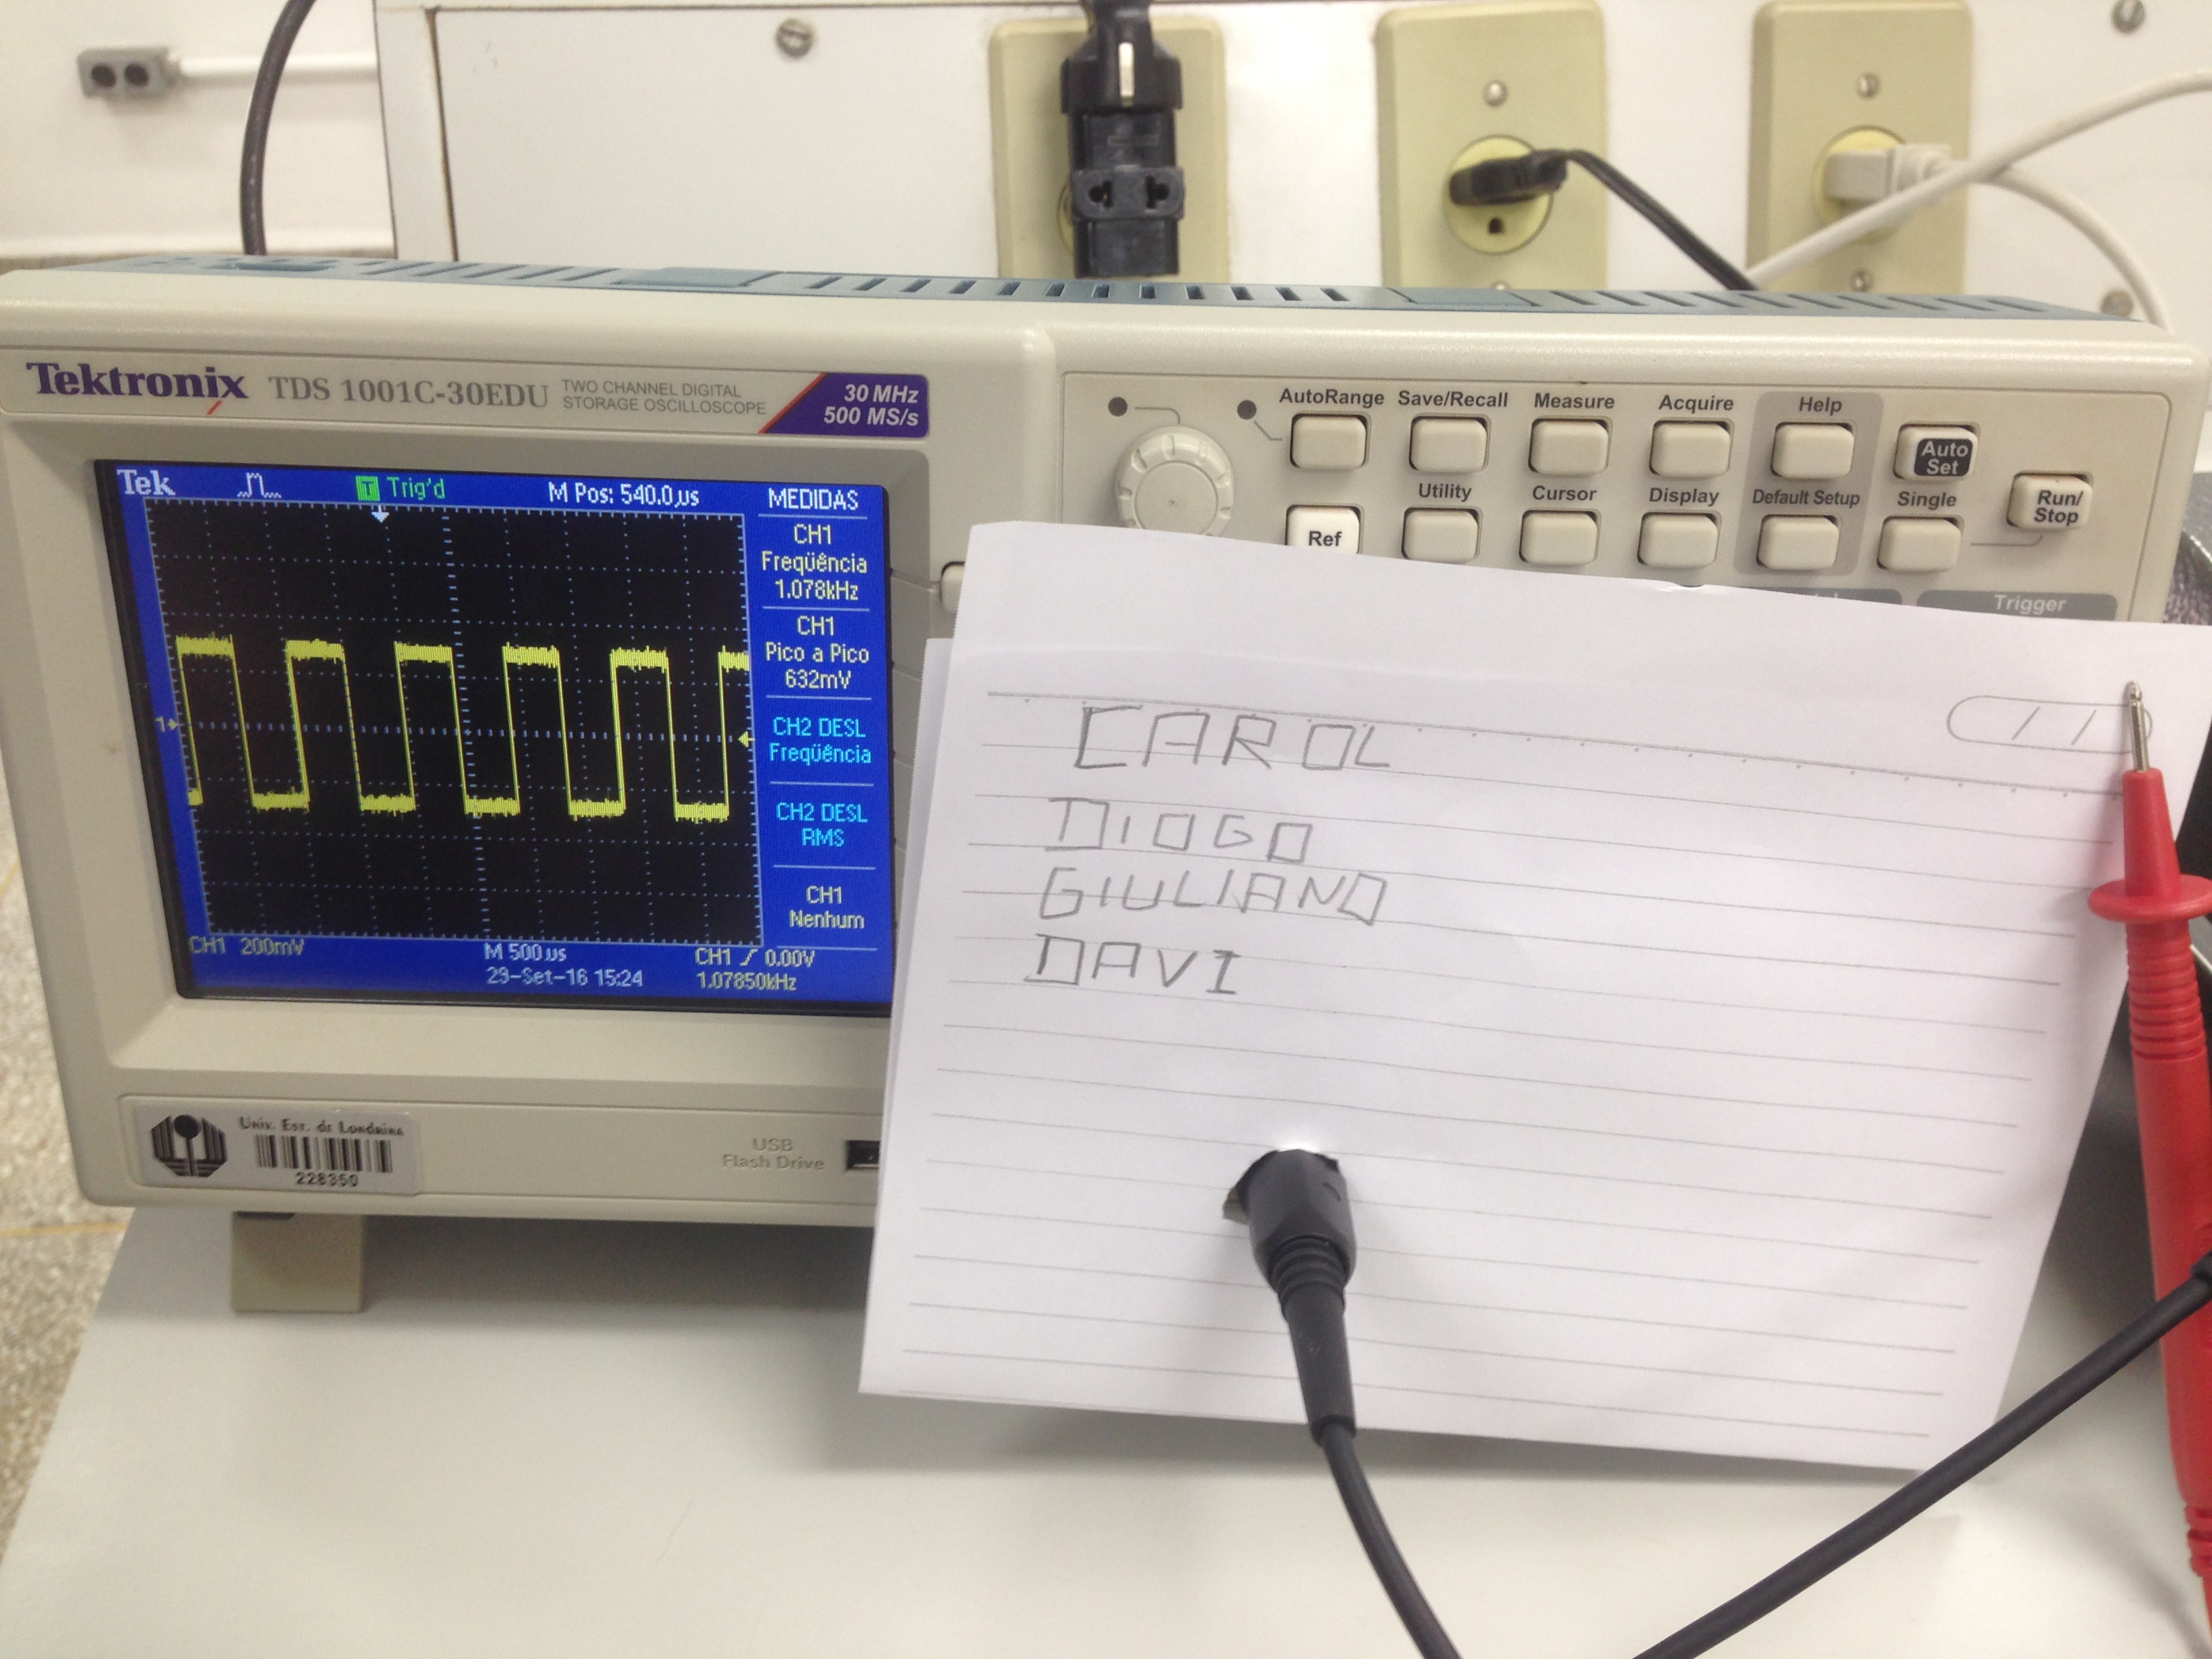 Tektronix TDS 1001C-30EDU TWO CHANNEL DIGITAL
STORAGE OSCILLOSCOPE
30 MHz
500 MS/s
Tek Trig'd M Pos: 540.0µs MEDIDAS
CH1
Freqüência
1.078kHz
CH1
Pico a Pico
632mV
CH2 DESL
Freqüência
CH2 DESL
RMS
CH1
Nenhum
1
CH1 200mV M 500µs CH1 0.00V
29-Set-16 15:24 1.07850kHz
AutoRange Save/Recall Measure Acquire Help
Auto
Set
Utility Cursor Display Default Setup Single
Run/
Stop
Ref
Trigger
CAROL
DIOGO
GIULIANO
DAVI
Univ. Est. de Londrina
228350
USB
Flash Drive